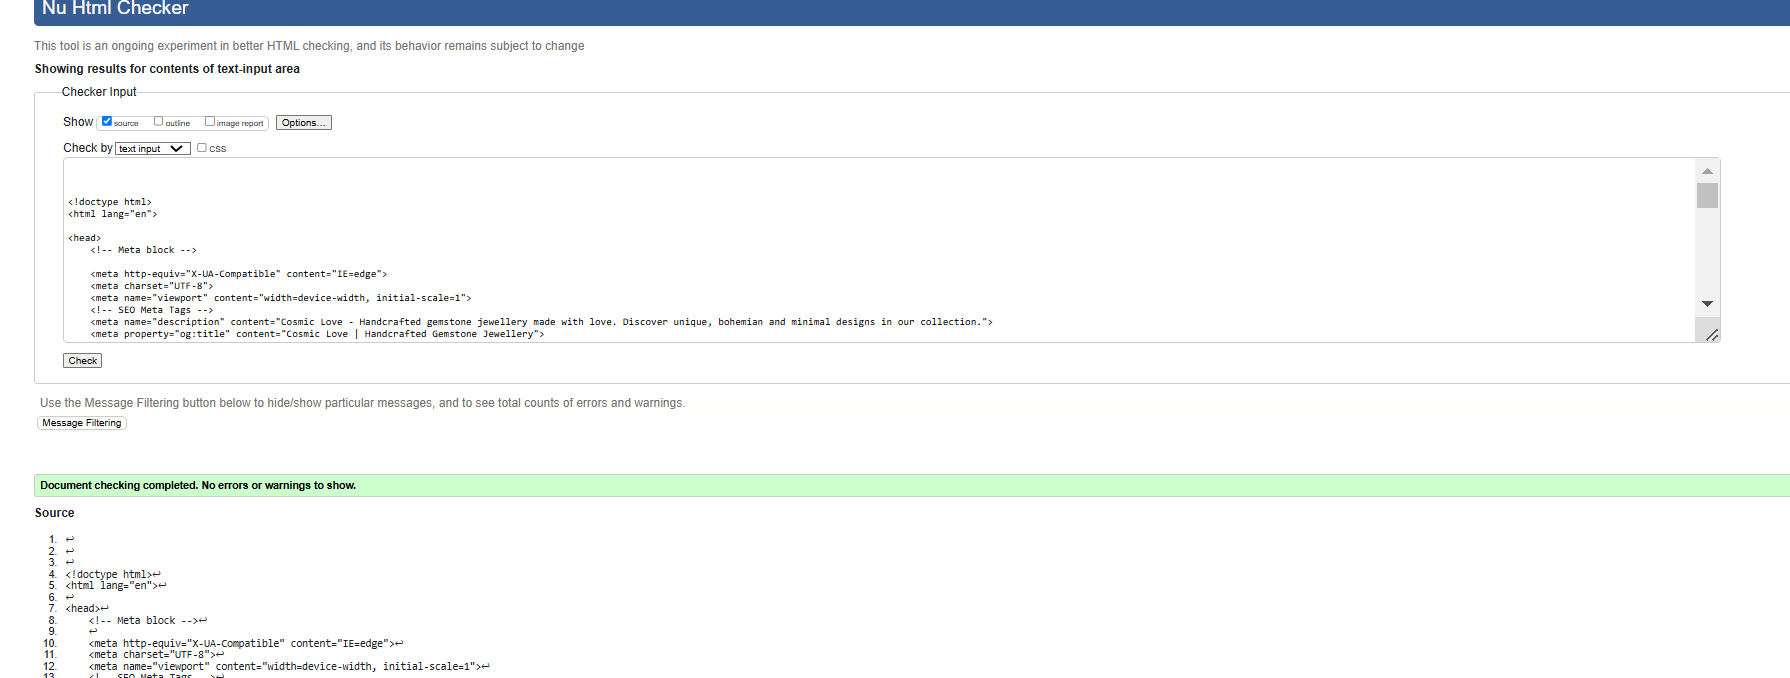 Nu Html Checker
This tool is an ongoing experiment in better HTML checking, and its behavior remains subject to change
Showing results for contents of text-input area
Checker Input
Show source outline image report Options...
Check by text input css
<!doctype html>
<html lang="en">
<head>
<!-- Meta block -->
<meta http-equiv="X-UA-Compatible" content="IE=edge">
<meta charset="UTF-8">
<meta name="viewport" content="width=device-width, initial-scale=1">
<!-- SEO Meta Tags -->
<meta name="description" content="Cosmic Love - Handcrafted gemstone jewellery made with love. Discover unique, bohemian and minimal designs in our collection.">
<meta property="og:title" content="Cosmic Love | Handcrafted Gemstone Jewellery">
Check
Use the Message Filtering button below to hide/show particular messages, and to see total counts of errors and warnings.
Message Filtering
Document checking completed. No errors or warnings to show.
Source
1. ↩
2. ↩
3. ↩
4. <!doctype html>↩
5. <html lang="en">↩
6. ↩
7. <head>↩
8. <!-- Meta block -->↩
9. ↩
10. <meta http-equiv="X-UA-Compatible" content="IE=edge">↩
11. <meta charset="UTF-8">↩
12. <meta name="viewport" content="width=device-width, initial-scale=1">↩
13. <!-- SEO Meta Tags -->↩